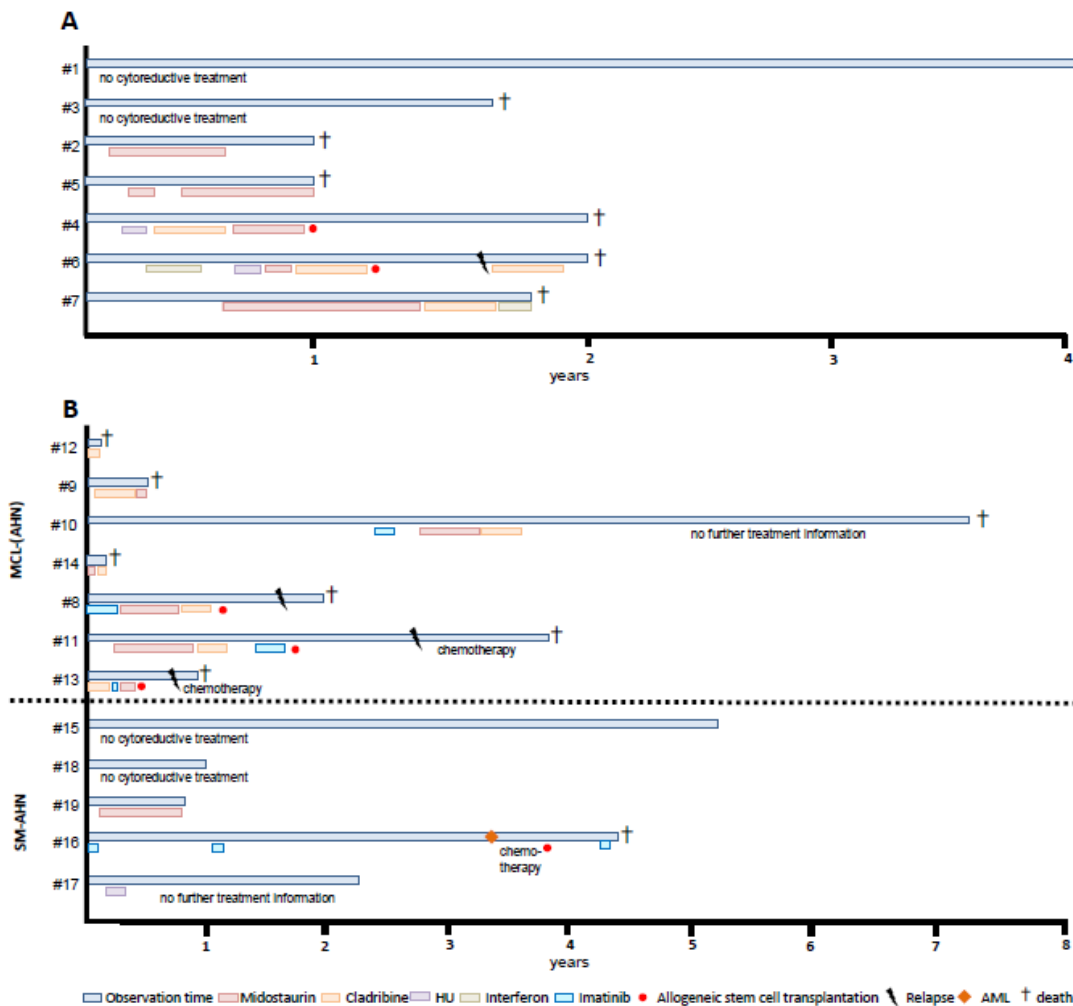 A
#1
no cytoreductive treatment
#3 †
no cytoreductive treatment
#2 †
#5 †
#4 †
#6 †
#7 †
1 2 3 4
years
B
MCL-(AHN)
#12 †
#9 †
#10 †
no further treatment information
#14 †
#8 †
#11 †
chemotherapy
#13 †
chemotherapy
SM-AHN
#15
no cytoreductive treatment
#18
no cytoreductive treatment
#19
#16 †
chemo-
therapy
#17
no further treatment information
1 2 3 4 5 6 7 8
years
Observation time Midostaurin Cladribine HU Interferon Imatinib Allogeneic stem cell transplantation Relapse AML † death